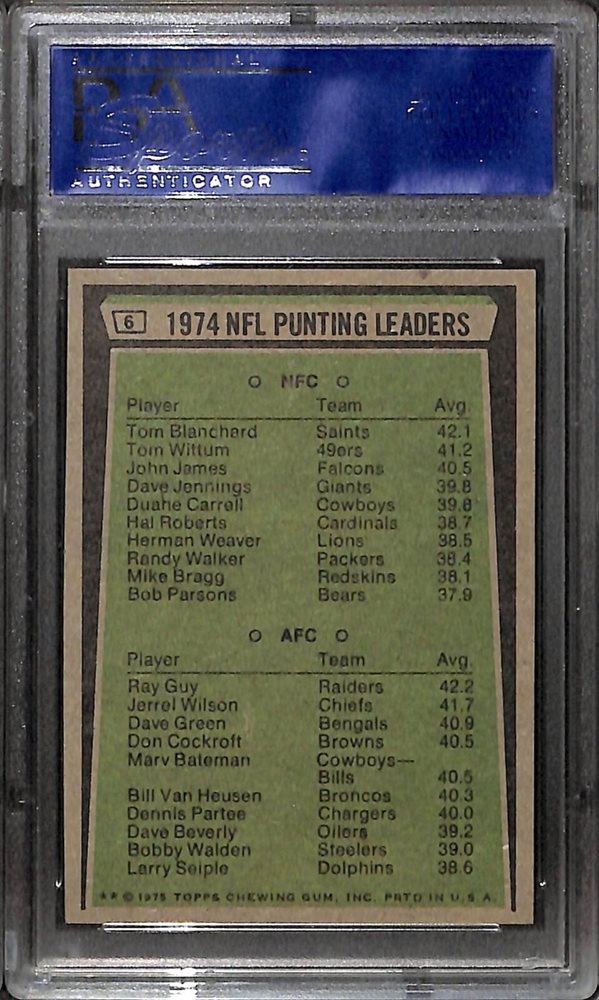 PSA
AUTHENTICATOR
6 1974 NFL PUNTING LEADERS
NFC
Player Team Avg.
Tom Blanchard Saints 42.1
Tom Wittum 49ers 41.2
John James Falcons 40.5
Dave Jennings Giants 39.8
Duane Carrell Cowboys 39.8
Hal Roberts Cardinals 38.7
Herman Weaver Lions 38.5
Randy Walker Packers 38.4
Mike Bragg Redskins 38.1
Bob Parsons Bears 37.9
AFC
Player Team Avg.
Ray Guy Raiders 42.2
Jerrel Wilson Chiefs 41.7
Dave Green Bengals 40.9
Don Cockroft Browns 40.5
Marv Bateman Cowboys—
Bills 40.5
Bill Van Heusen Broncos 40.3
Dennis Partee Chargers 40.0
Dave Beverly Oilers 39.2
Bobby Walden Steelers 39.0
Larry Seiple Dolphins 38.6
** © 1975 TOPPS CHEWING GUM, INC. PRTD IN U.S.A.